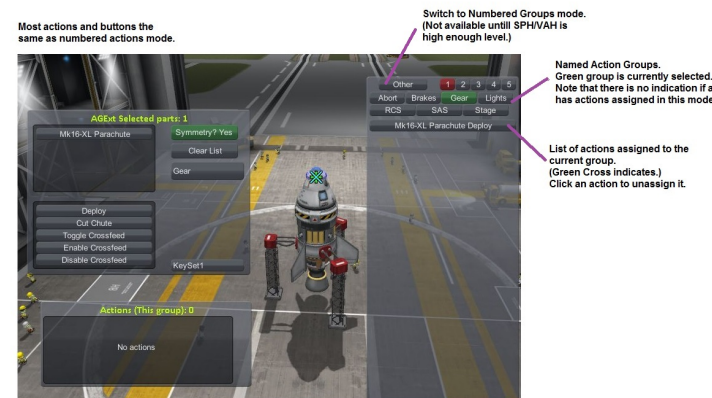 Most actions and buttons the
same as numbered actions mode.
Switch to Numbered Groups mode.
(Not available untill SPH/VAH is
high enough level.)
Named Action Groups.
Green group is currently selected.
Note that there is no indication if a
has actions assigned in this mode
List of actions assigned to the
current group.
(Green Cross indicates.)
Click an action to unassign it.
Other 1 2 3 4 5
Abort Brakes Gear Lights
RCS SAS Stage
Mk16-XL Parachute Deploy
AGExt Selected parts: 1
Mk16-XL Parachute
Symmetry? Yes
Clear List
Gear
Deploy
Cut Chute
Toggle Crossfeed
Enable Crossfeed
Disable Crossfeed
KeySet1
Actions (This group): 0
No actions